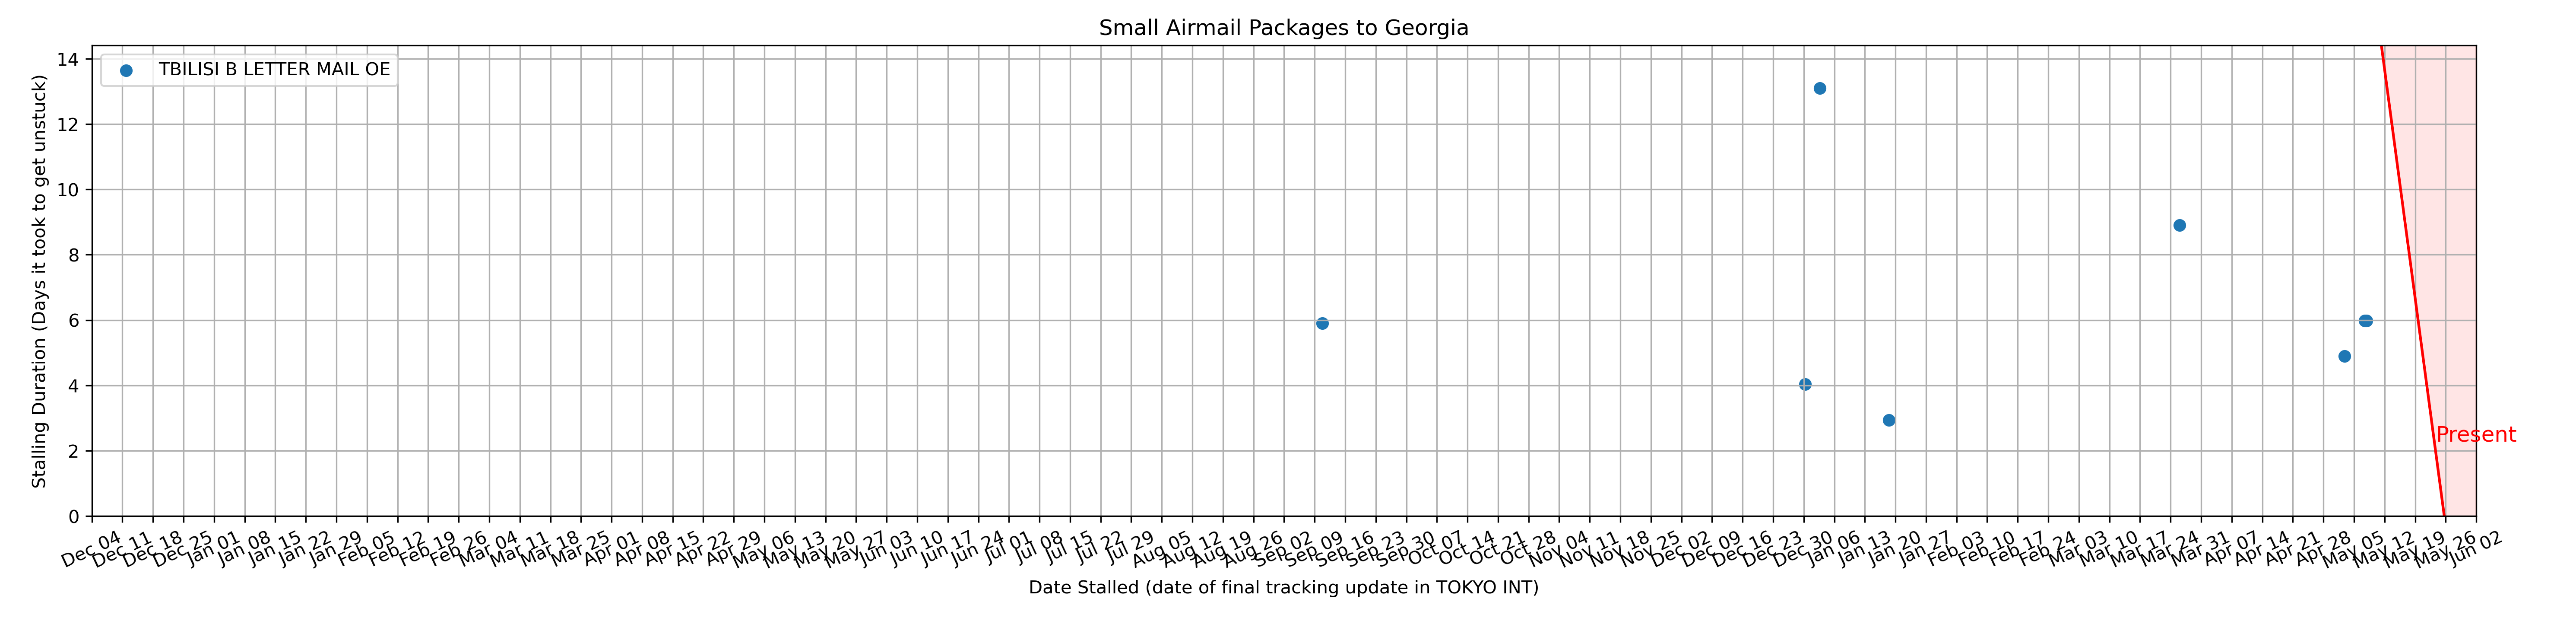 Small Airmail Packages to Georgia
TBILISI B LETTER MAIL OE
Stalling Duration (Days it took to get unstuck)
14
12
10
8
6
4
2
0
Present
Dec 04 Dec 11 Dec 18 Dec 25 Jan 01 Jan 08 Jan 15 Jan 22 Jan 29 Feb 05 Feb 12 Feb 19 Feb 26 Mar 04 Mar 11 Mar 18 Mar 25 Apr 01 Apr 08 Apr 15 Apr 22 Apr 29 May 06 May 13 May 20 May 27 Jun 03 Jun 10 Jun 17 Jun 24 Jul 01 Jul 08 Jul 15 Jul 22 Jul 29 Aug 05 Aug 12 Aug 19 Aug 26 Sep 02 Sep 09 Sep 16 Sep 23 Sep 30 Oct 07 Oct 14 Oct 21 Oct 28 Nov 04 Nov 11 Nov 18 Nov 25 Dec 02 Dec 09 Dec 16 Dec 23 Dec 30 Jan 06 Jan 13 Jan 20 Jan 27 Feb 03 Feb 10 Feb 17 Feb 24 Mar 03 Mar 10 Mar 17 Mar 24 Mar 31 Apr 07 Apr 14 Apr 21 Apr 28 May 05 May 12 May 19 May 26 Jun 02
Date Stalled (date of final tracking update in TOKYO INT)